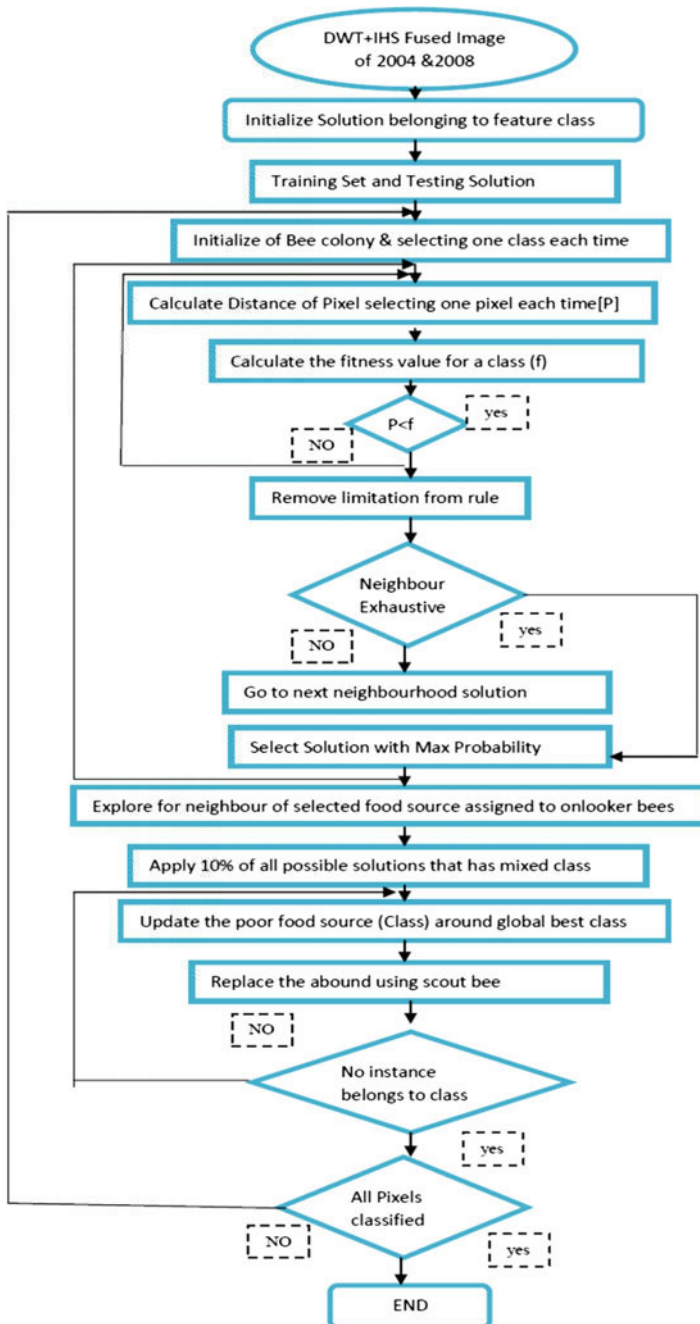 DWT+IHS Fused Image
of 2004 &2008
Initialize Solution belonging to feature class
Training Set and Testing Solution
Initialize of Bee colony & selecting one class each time
Calculate Distance of Pixel selecting one pixel each time[P]
Calculate the fitness value for a class (f)
P<f
yes
NO
Remove limitation from rule
Neighbour
Exhaustive
yes
NO
Go to next neighbourhood solution
Select Solution with Max Probability
Explore for neighbour of selected food source assigned to onlooker bees
Apply 10% of all possible solutions that has mixed class
Update the poor food source (Class) around global best class
Replace the abound using scout bee
NO
No instance
belongs to class
yes
All Pixels
classified
NO
yes
END